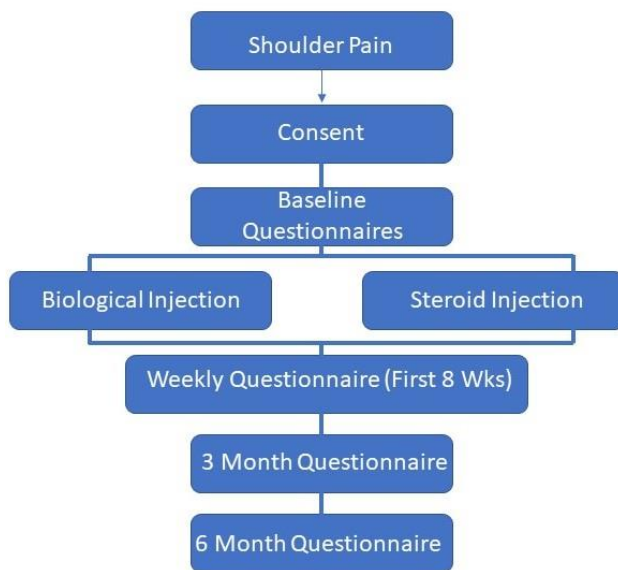 Shoulder Pain
Consent
Baseline
Questionnaires
Biological Injection
Steroid Injection
Weekly Questionnaire (First 8 Wks)
3 Month Questionnaire
6 Month Questionnaire